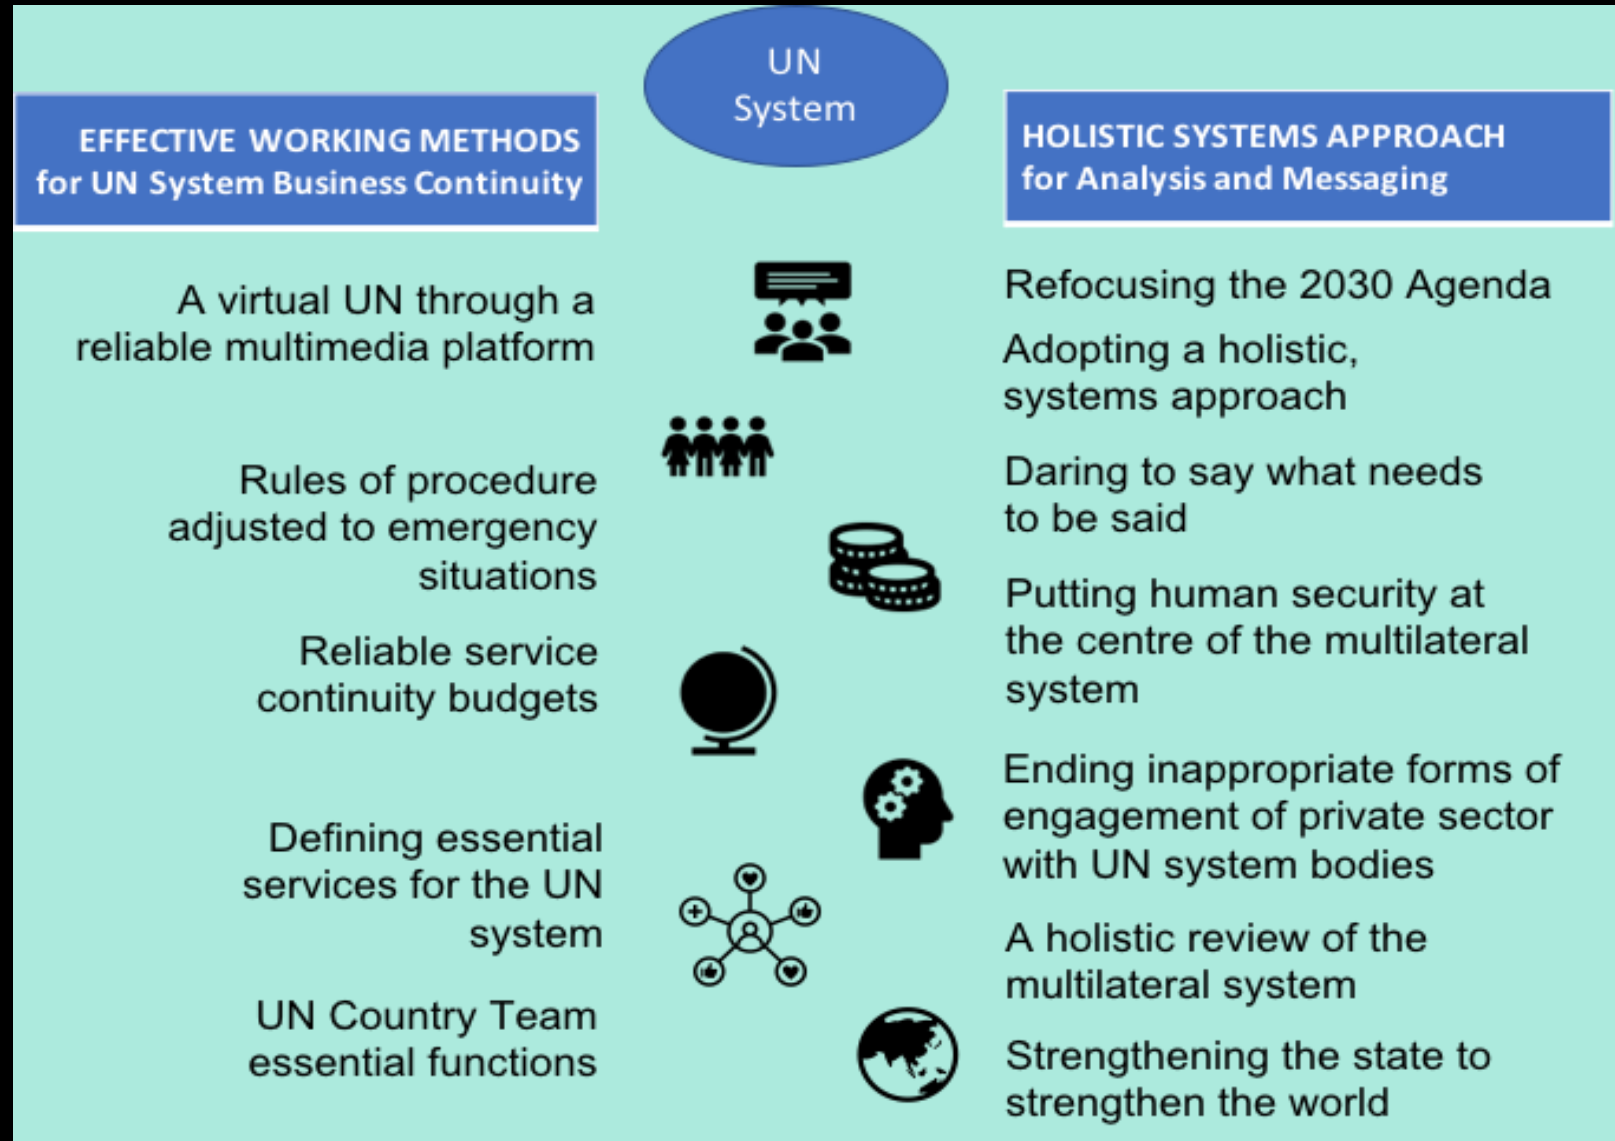 UN
System
EFFECTIVE WORKING METHODS
for UN System Business Continuity
A virtual UN through a
reliable multimedia platform
Rules of procedure
adjusted to emergency
situations
Reliable service
continuity budgets
Defining essential
services for the UN
system
UN Country Team
essential functions
HOLISTIC SYSTEMS APPROACH
for Analysis and Messaging
Refocusing the 2030 Agenda
Adopting a holistic,
systems approach
Daring to say what needs
to be said
Putting human security at
the centre of the multilateral
system
Ending inappropriate forms of
engagement of private sector
with UN system bodies
A holistic review of the
multilateral system
Strengthening the state to
strengthen the world